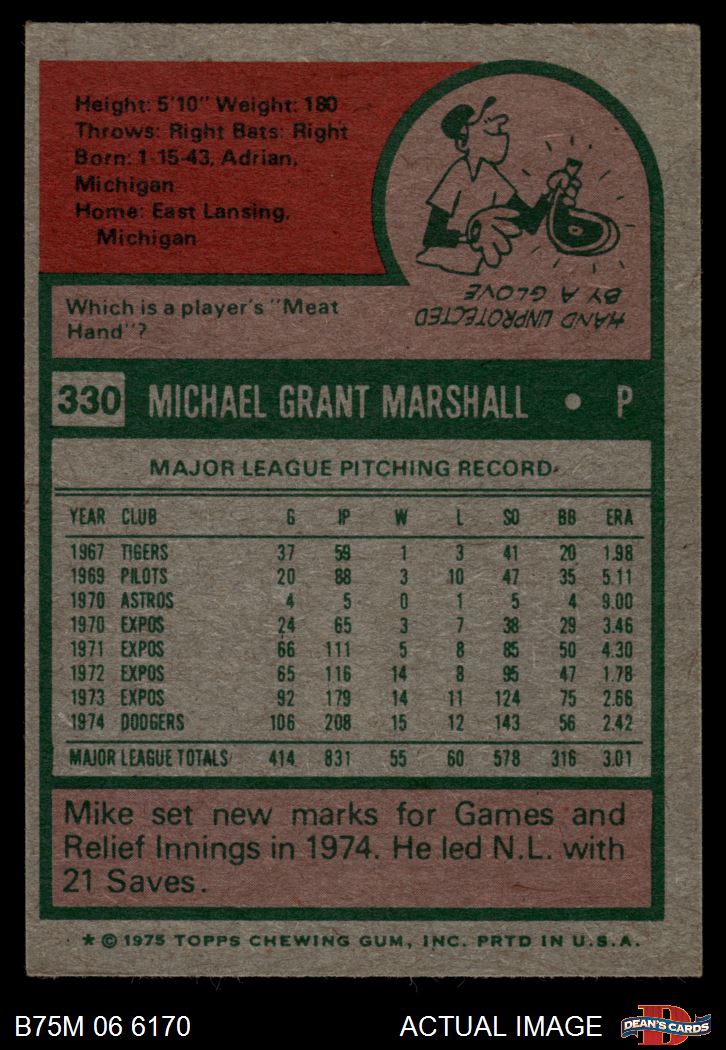 Height: 5'10" Weight: 180
Throws: Right Bats: Right
Born: 1-15-43, Adrian,
Michigan
Home: East Lansing,
Michigan
Which is a player's "Meat
Hand"?
HAND UNPROTECTED
BY A GLOVE
330 MICHAEL GRANT MARSHALL • P
MAJOR LEAGUE PITCHING RECORD
YEAR CLUB G IP W L SO BB ERA
1967 TIGERS 37 59 1 3 41 20 1.98
1969 PILOTS 20 88 3 10 47 35 5.11
1970 ASTROS 4 5 0 1 5 4 9.00
1970 EXPOS 24 65 3 7 38 29 3.46
1971 EXPOS 66 111 5 8 85 50 4.30
1972 EXPOS 65 116 14 8 95 47 1.78
1973 EXPOS 92 179 14 11 124 75 2.66
1974 DODGERS 106 208 15 12 143 56 2.42
MAJOR LEAGUE TOTALS 414 831 55 60 578 316 3.01
Mike set new marks for Games and
Relief Innings in 1974. He led N.L. with
21 Saves.
* © 1975 TOPPS CHEWING GUM, INC. PRTD IN U.S.A.
B75M 06 6170 ACTUAL IMAGE
D
DEAN'S CARDS